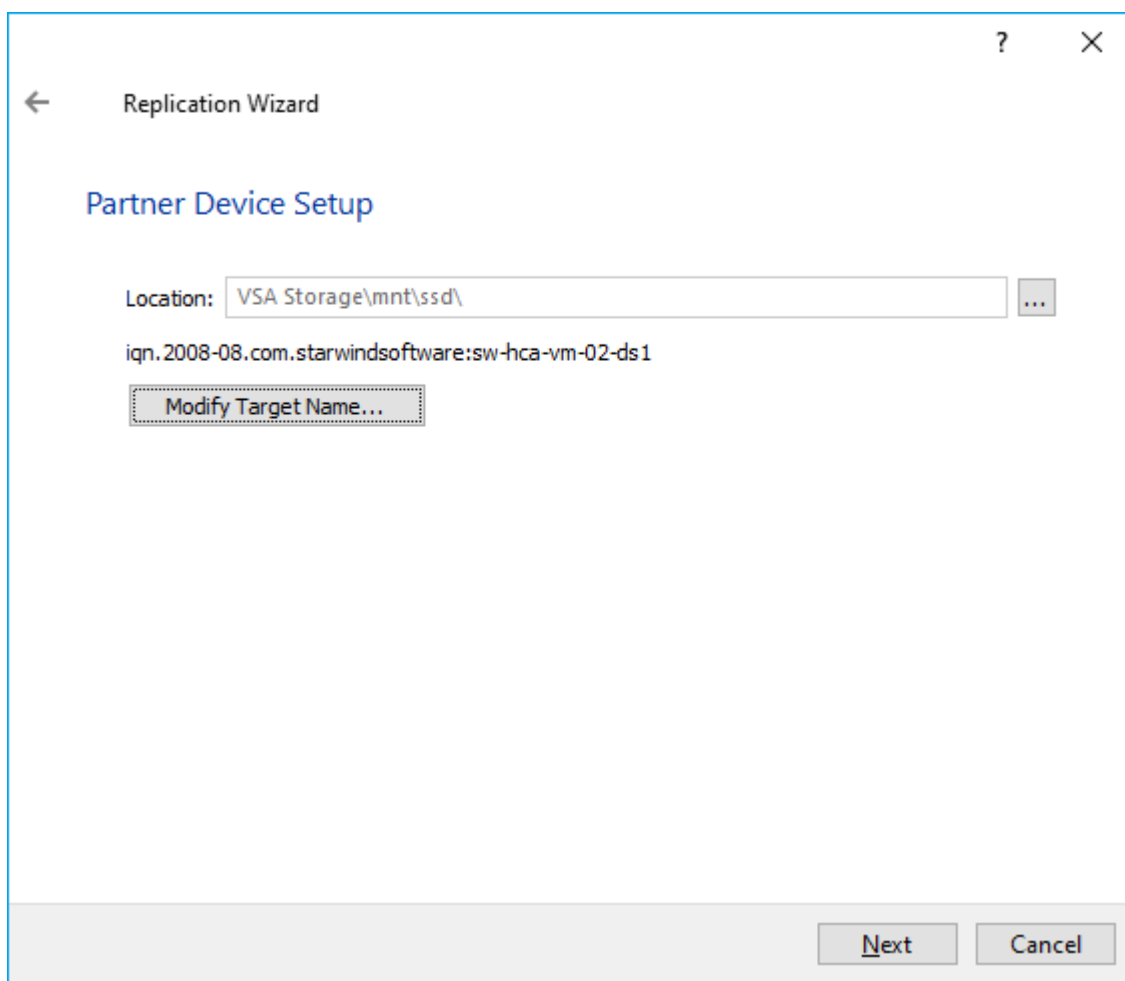 ?
Replication Wizard
Partner Device Setup
Location: VSA Storage\mnt\ssd\ ...
iqn.2008-08.com.starwindsoftware:sw-hca-vm-02-ds1
Modify Target Name...
Next Cancel